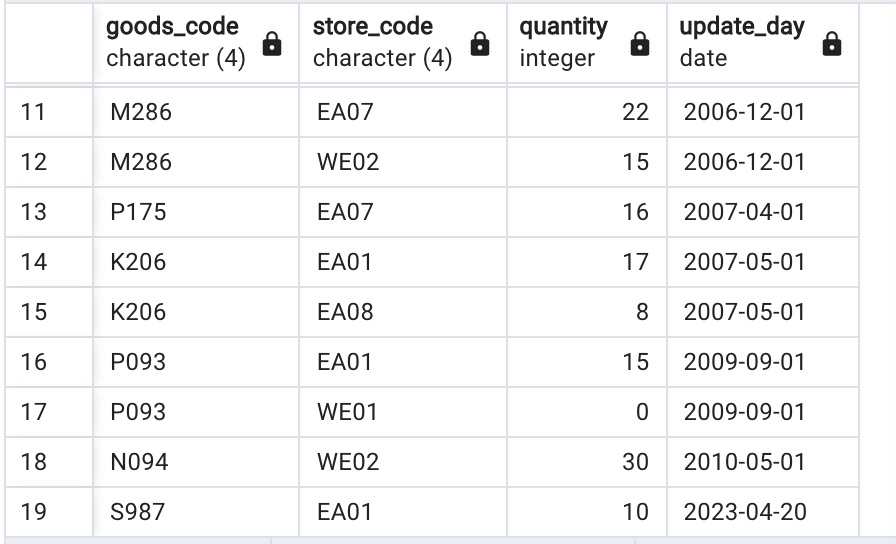 goods_code store_code quantity update_day
character (4) character (4) integer date
11 M286 EA07 22 2006-12-01
12 M286 WE02 15 2006-12-01
13 P175 EA07 16 2007-04-01
14 K206 EA01 17 2007-05-01
15 K206 EA08 8 2007-05-01
16 P093 EA01 15 2009-09-01
17 P093 WE01 0 2009-09-01
18 N094 WE02 30 2010-05-01
19 S987 EA01 10 2023-04-20